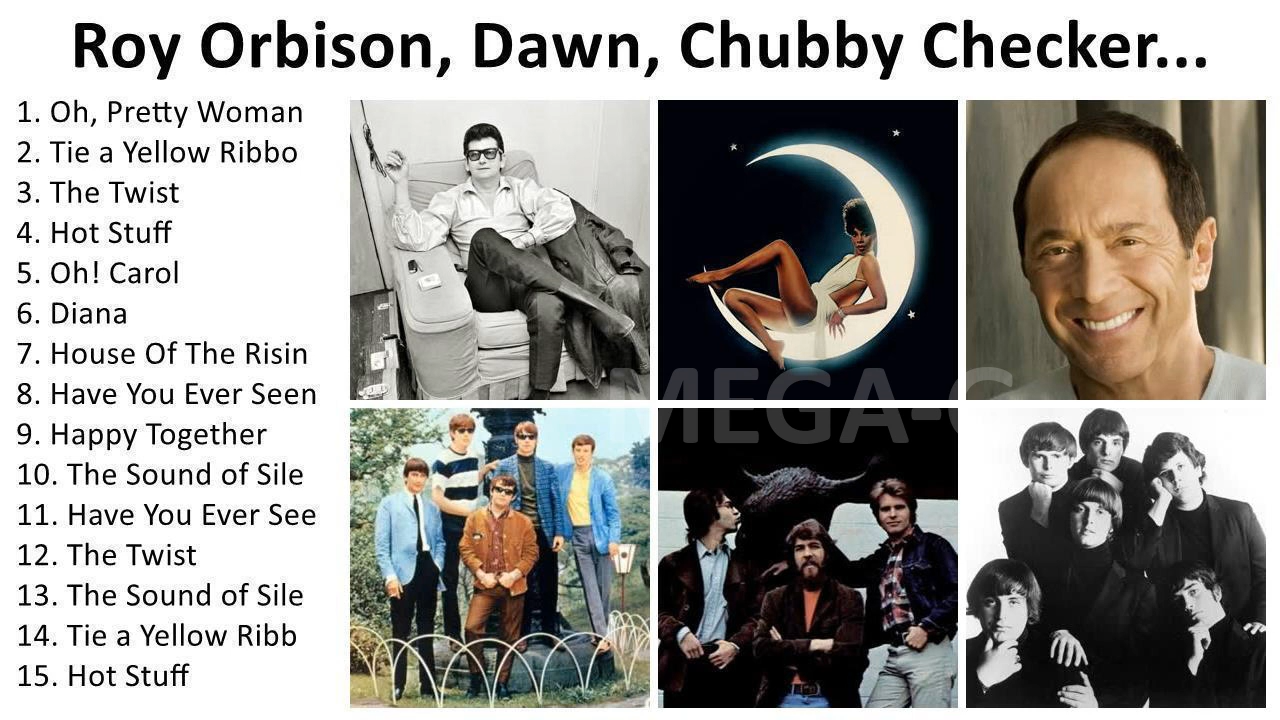 Roy Orbison, Dawn, Chubby Checker...
1. Oh, Pretty Woman
2. Tie a Yellow Ribbo
3. The Twist
4. Hot Stuff
5. Oh! Carol
6. Diana
7. House Of The Risin
8. Have You Ever Seen
9. Happy Together
10. The Sound of Sile
11. Have You Ever See
12. The Twist
13. The Sound of Sile
14. Tie a Yellow Ribb
15. Hot Stuff
MEGA-